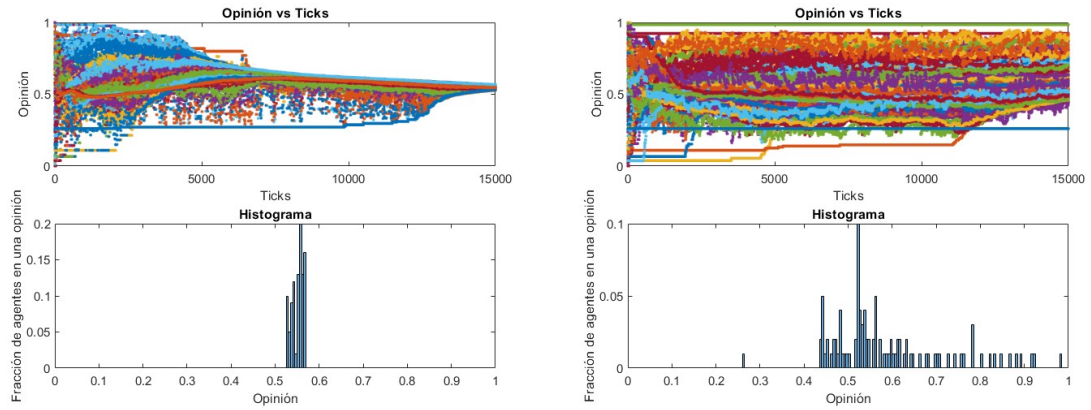 Opinión vs Ticks
1
0.5
0
Opinión
0 5000 10000 15000
Ticks
Histograma
0.2
0.15
0.1
0.05
0
Fracción de agentes en una opinión
0 0.1 0.2 0.3 0.4 0.5 0.6 0.7 0.8 0.9 1
Opinión
Opinión vs Ticks
1
0.5
0
Opinión
0 5000 10000 15000
Ticks
Histograma
0.1
0.05
0
Fracción de agentes en una opinión
0 0.1 0.2 0.3 0.4 0.5 0.6 0.7 0.8 0.9 1
Opinión